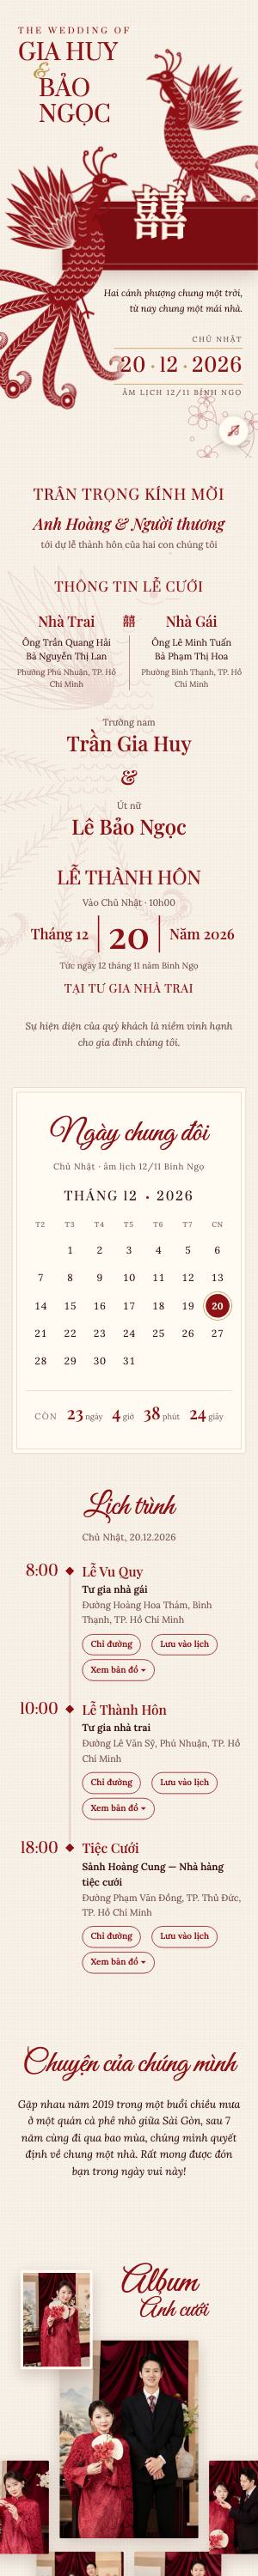 THE WEDDING OF
GIA HUY
&
BẢO
NGỌC
囍
Hai cánh phượng chung một trời,
từ nay chung một mái nhà.
CHỦ NHẬT
20 · 12 · 2026
ÂM LỊCH 12/11 BÍNH NGỌ
TRÂN TRỌNG KÍNH MỜI
Anh Hoàng & Người thương
tới dự lễ thành hôn của hai con chúng tôi
THÔNG TIN LỄ CƯỚI
Nhà Trai 囍 Nhà Gái
Ông Trần Quang Hải
Bà Nguyễn Thị Lan
Phường Phú Nhuận, TP. Hồ
Chí Minh
Ông Lê Minh Tuấn
Bà Phạm Thị Hoa
Phường Bình Thạnh, TP. Hồ
Chí Minh
Trưởng nam
Trần Gia Huy
&
Út nữ
Lê Bảo Ngọc
LỄ THÀNH HÔN
Vào Chủ Nhật · 10h00
Tháng 12 20 Năm 2026
Tức ngày 12 tháng 11 năm Bính Ngọ
TẠI TƯ GIA NHÀ TRAI
Sự hiện diện của quý khách là niềm vinh hạnh
cho gia đình chúng tôi.
Ngày chung đôi
Chủ Nhật · âm lịch 12/11 Bính Ngọ
THÁNG 12 • 2026
T2 T3 T4 T5 T6 T7 CN
1 2 3 4 5 6
7 8 9 10 11 12 13
14 15 16 17 18 19 20
21 22 23 24 25 26 27
28 29 30 31
CÒN 23 ngày 4 giờ 38 phút 24 giây
Lịch trình
Chủ Nhật, 20.12.2026
8:00 Lễ Vu Quy
Tư gia nhà gái
Đường Hoàng Hoa Thám, Bình
Thạnh, TP. Hồ Chí Minh
Chỉ đường Lưu vào lịch
Xem bản đồ
10:00 Lễ Thành Hôn
Tư gia nhà trai
Đường Lê Văn Sỹ, Phú Nhuận, TP. Hồ
Chí Minh
Chỉ đường Lưu vào lịch
Xem bản đồ
18:00 Tiệc Cưới
Sảnh Hoàng Cung — Nhà hàng
tiệc cưới
Đường Phạm Văn Đồng, TP. Thủ Đức,
TP. Hồ Chí Minh
Chỉ đường Lưu vào lịch
Xem bản đồ
Chuyện của chúng mình
Gặp nhau năm 2019 trong một buổi chiều mưa
ở một quán cà phê nhỏ giữa Sài Gòn, sau 7
năm cùng đi qua bao mùa, chúng mình quyết
định về chung một nhà. Rất mong được đón
bạn trong ngày vui này!
Album
Ảnh cưới